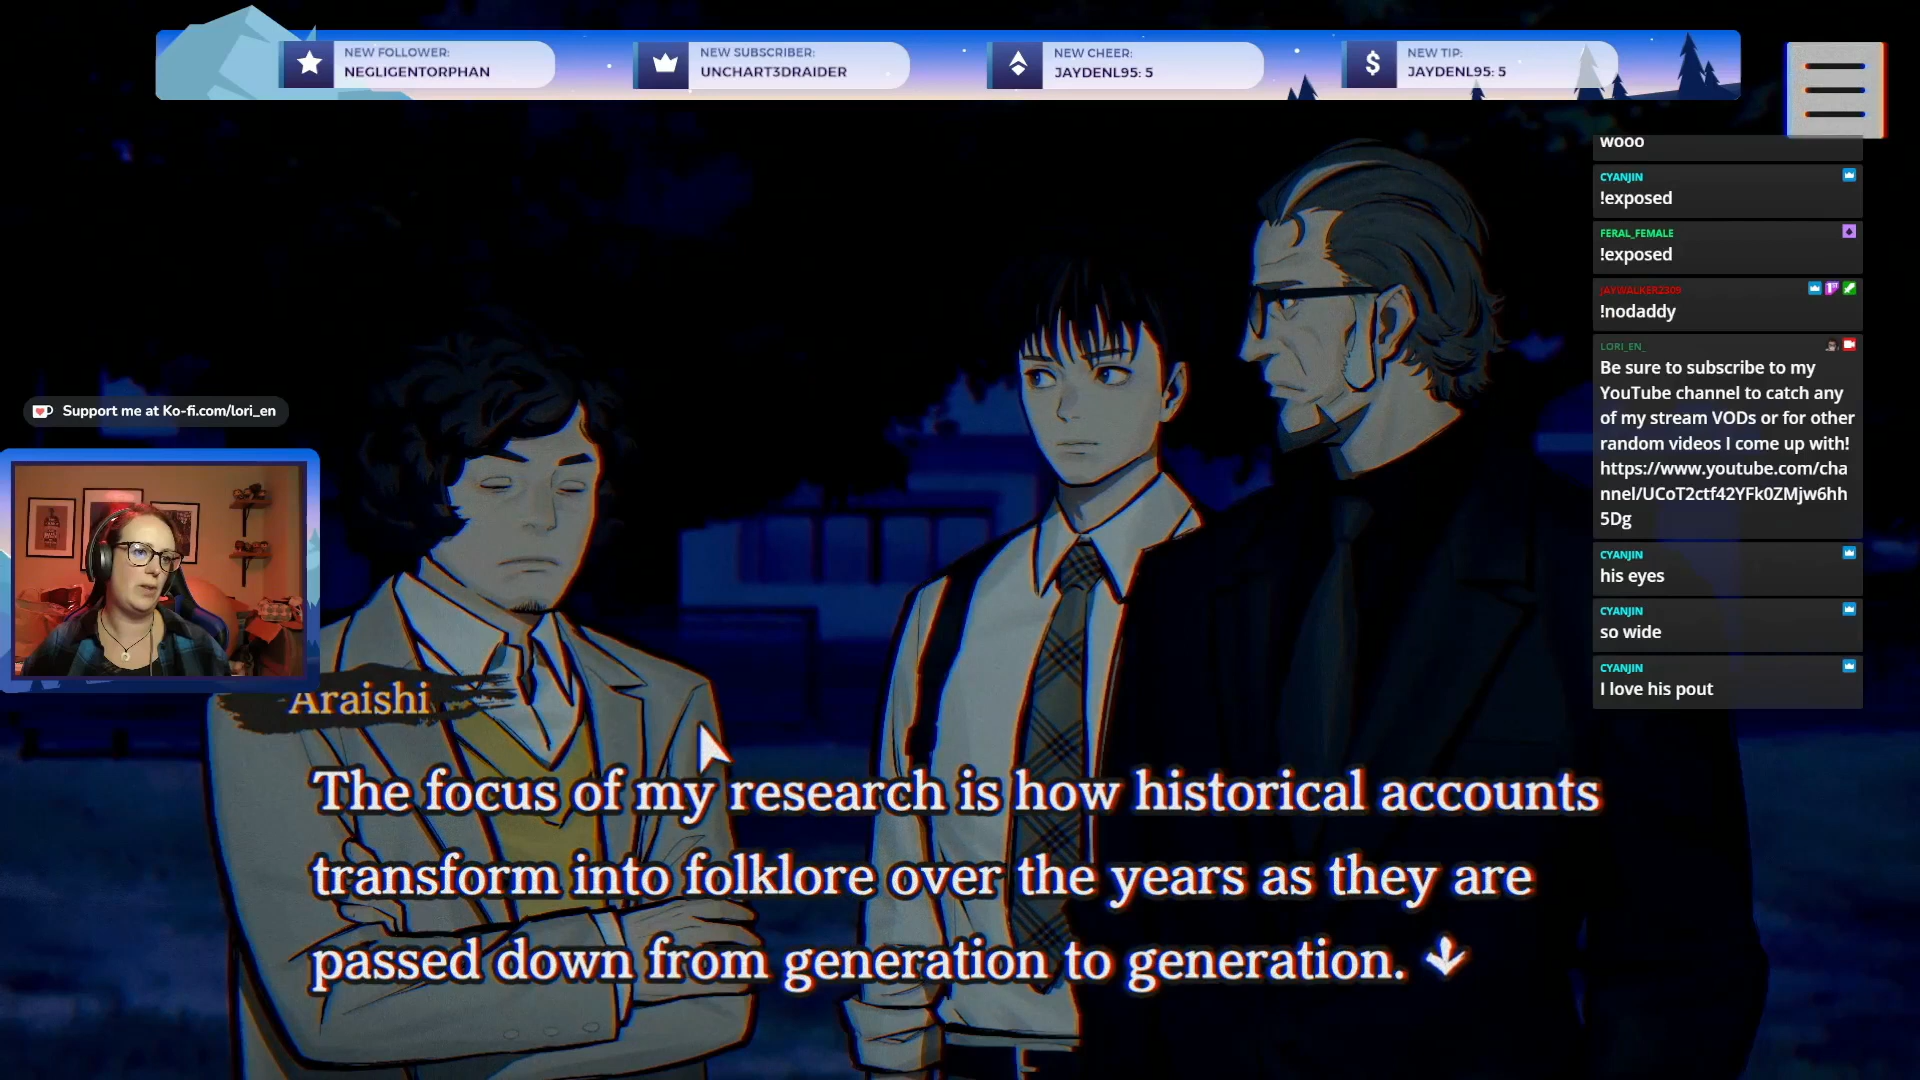 NEW FOLLOWER:
NEGLIGENTORPHAN
NEW SUBSCRIBER:
UNCHART3DRAIDER
NEW CHEER:
JAYDENL95: 5
NEW TIP:
JAYDENL95: 5
wooo
CYANJIN
!exposed
FERAL_FEMALE
!exposed
JAYWALKER2309
!nodaddy
LORI_EN_
Be sure to subscribe to my
YouTube channel to catch any
of my stream VODs or for other
random videos I come up with!
https://www.youtube.com/cha
nnel/UCoT2ctf42YFk0ZMjw6hh
5Dg
CYANJIN
his eyes
CYANJIN
so wide
CYANJIN
I love his pout
Support me at Ko-fi.com/lori_en
Araishi
The focus of my research is how historical accounts
transform into folklore over the years as they are
passed down from generation to generation.